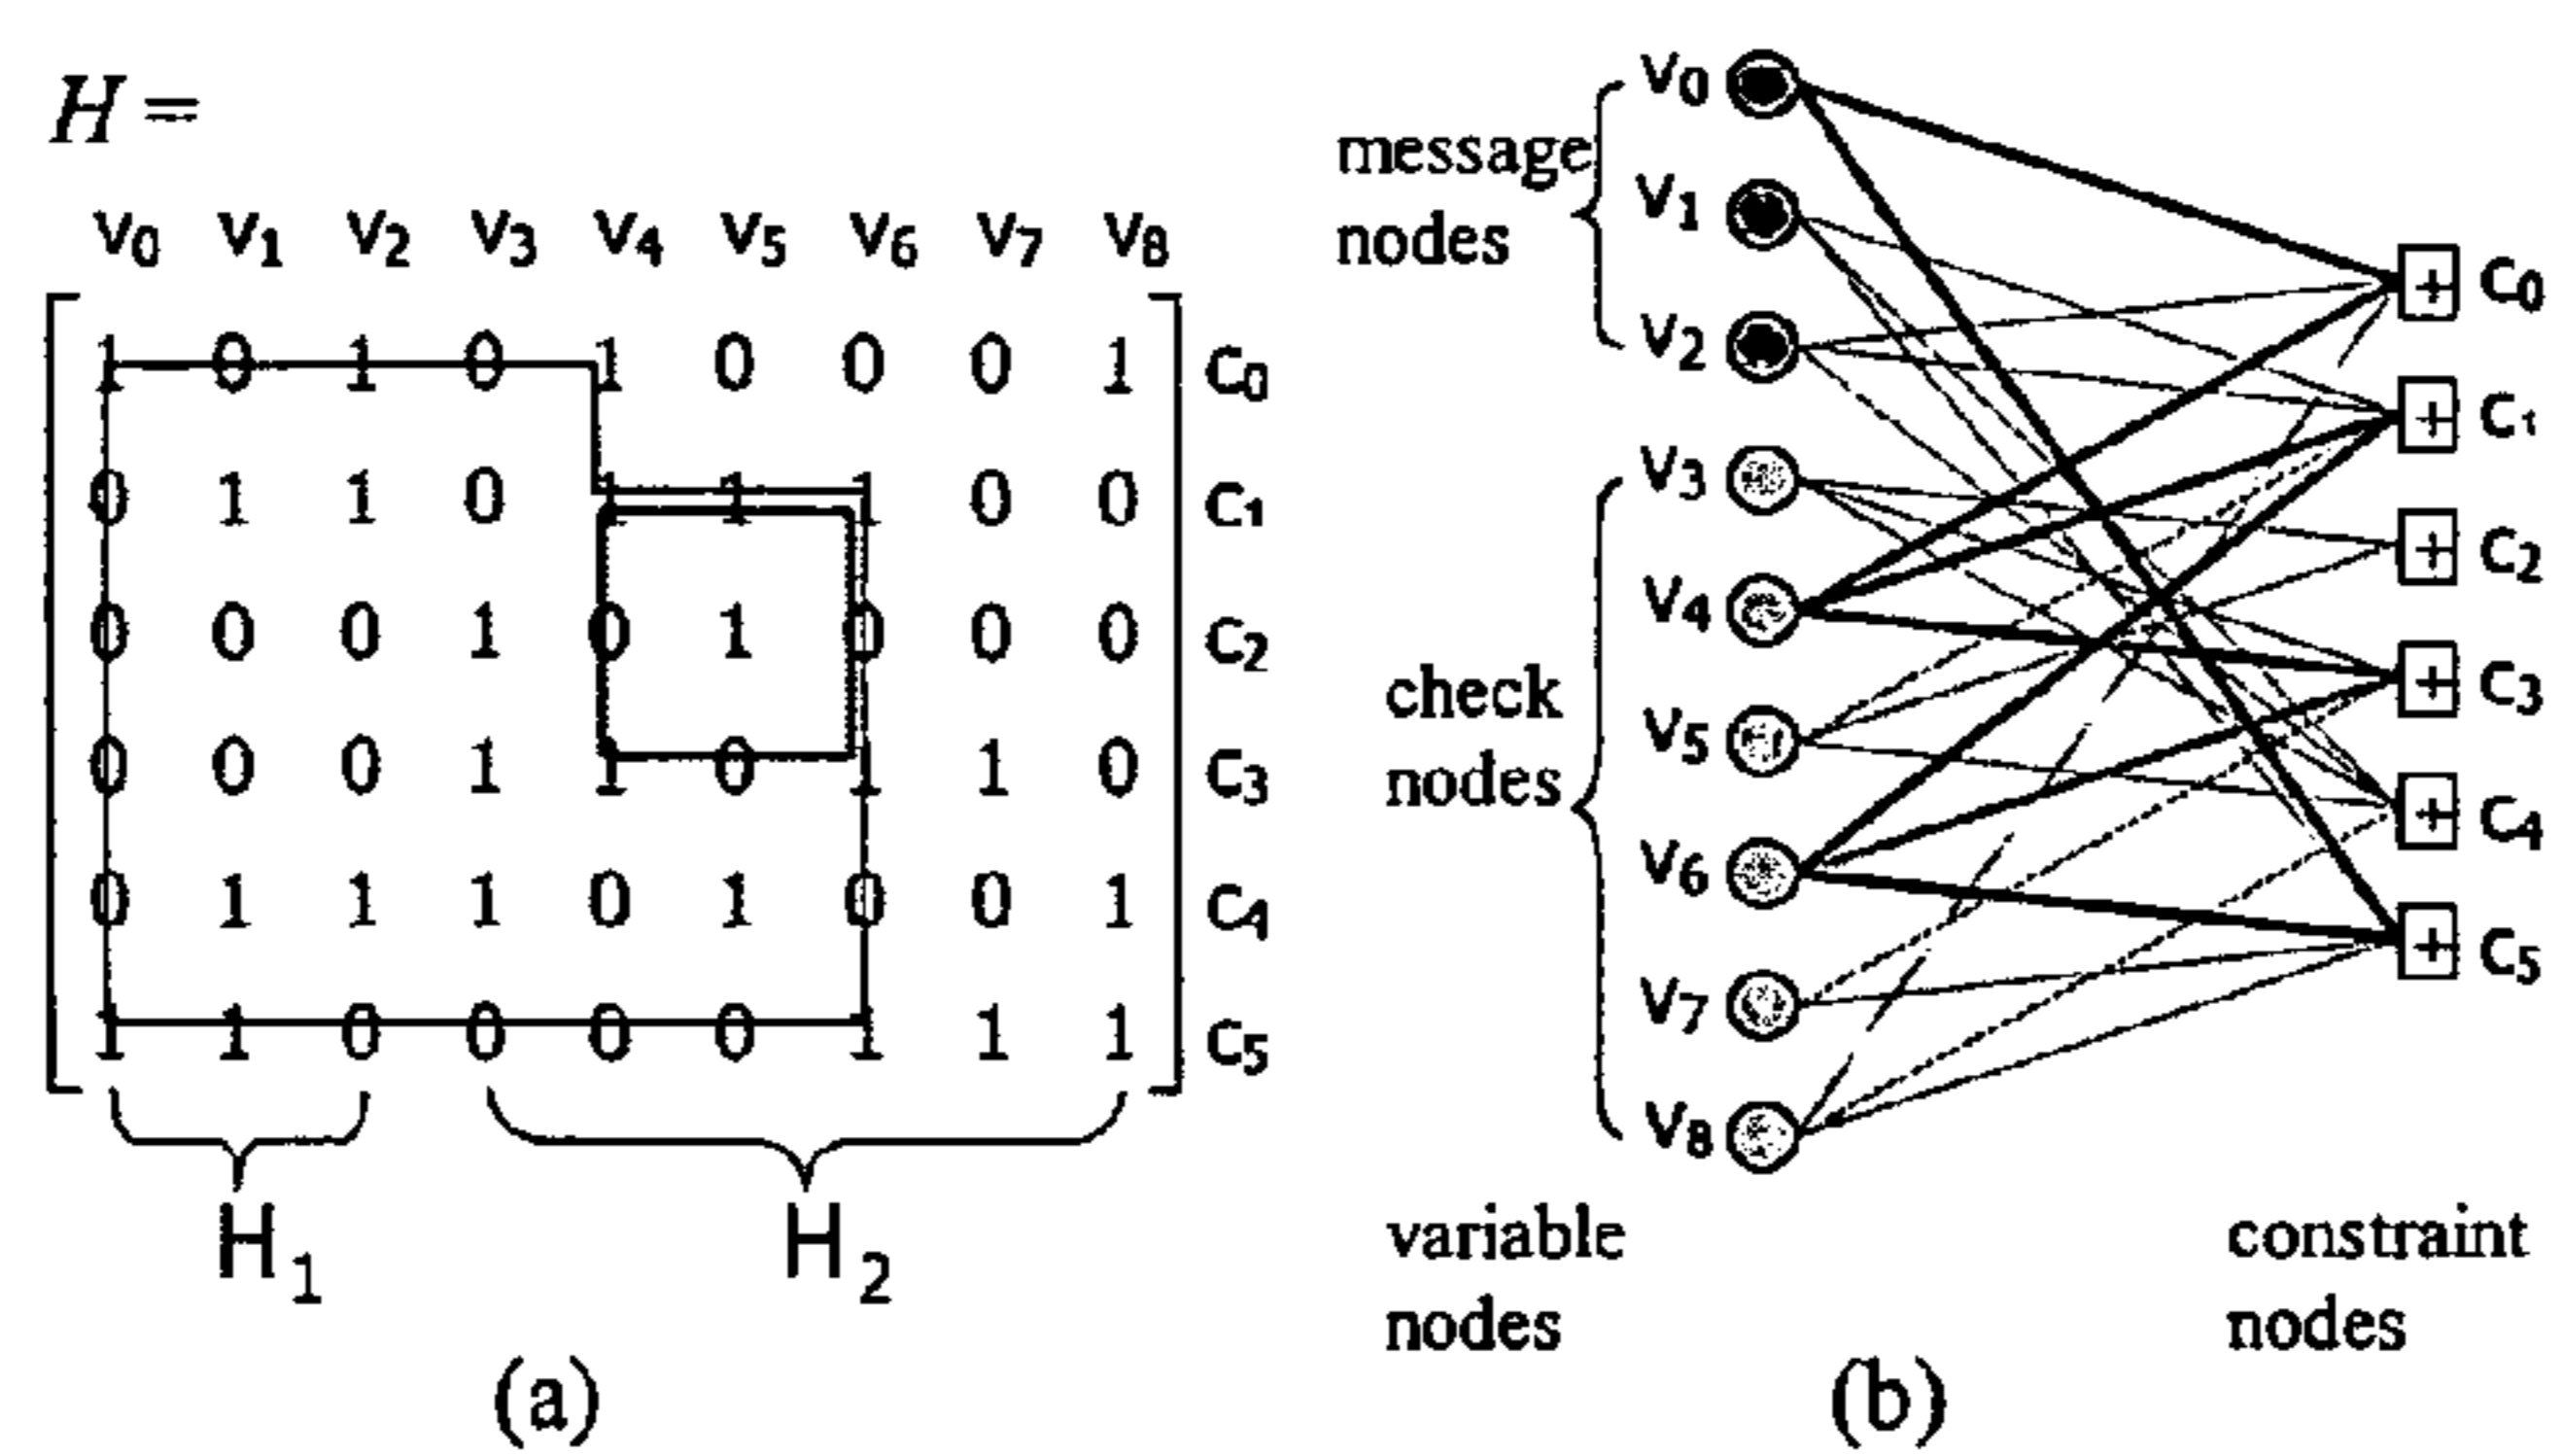 H =
v0 v1 v2 v3 v4 v5 v6 v7 v8
1 0 1 0 1 0 0 0 1 c0
0 1 1 0 1 1 1 0 0 c1
0 0 0 1 0 1 0 0 0 c2
0 0 0 1 1 0 1 1 0 c3
0 1 1 1 0 1 0 0 1 c4
1 1 0 0 0 0 1 1 1 c5
H1 H2
(a)
message
nodes
check
nodes
v0
v1
v2
v3
v4
v5
v6
v7
v8
+ c0
+ c1
+ c2
+ c3
+ c4
+ c5
variable
nodes
constraint
nodes
(b)